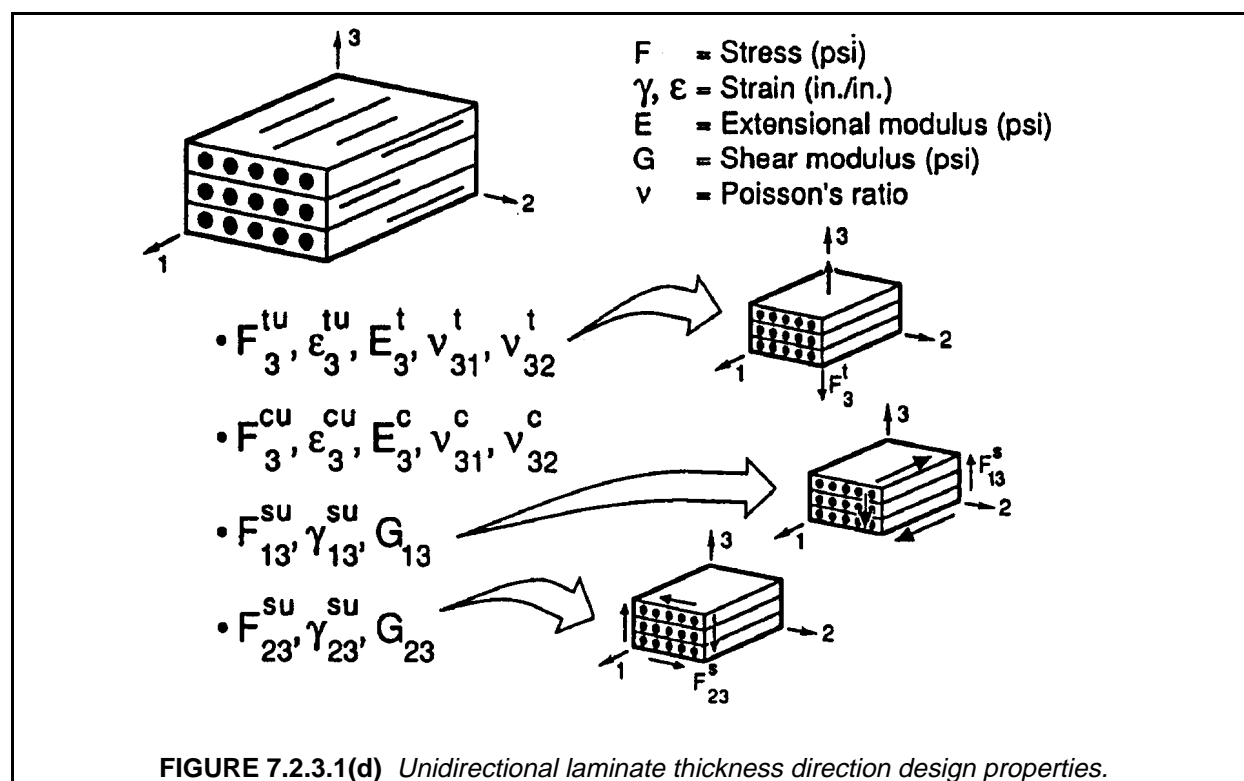 3
2
1
F = Stress (psi)
γ, ε = Strain (in./in.)
E = Extensional modulus (psi)
G = Shear modulus (psi)
ν = Poisson's ratio
• F₃ᵗᵘ, ε₃ᵗᵘ, E₃ᵗ, ν₃₁ᵗ, ν₃₂ᵗ
3
2
1
F₃ᵗ
• F₃ᶜᵘ, ε₃ᶜᵘ, E₃ᶜ, ν₃₁ᶜ, ν₃₂ᶜ
3
F₁₃ˢ
2
1
• F₁₃ˢᵘ, γ₁₃ˢᵘ, G₁₃
3
2
1
F₂₃ˢ
• F₂₃ˢᵘ, γ₂₃ˢᵘ, G₂₃
FIGURE 7.2.3.1(d) Unidirectional laminate thickness direction design properties.